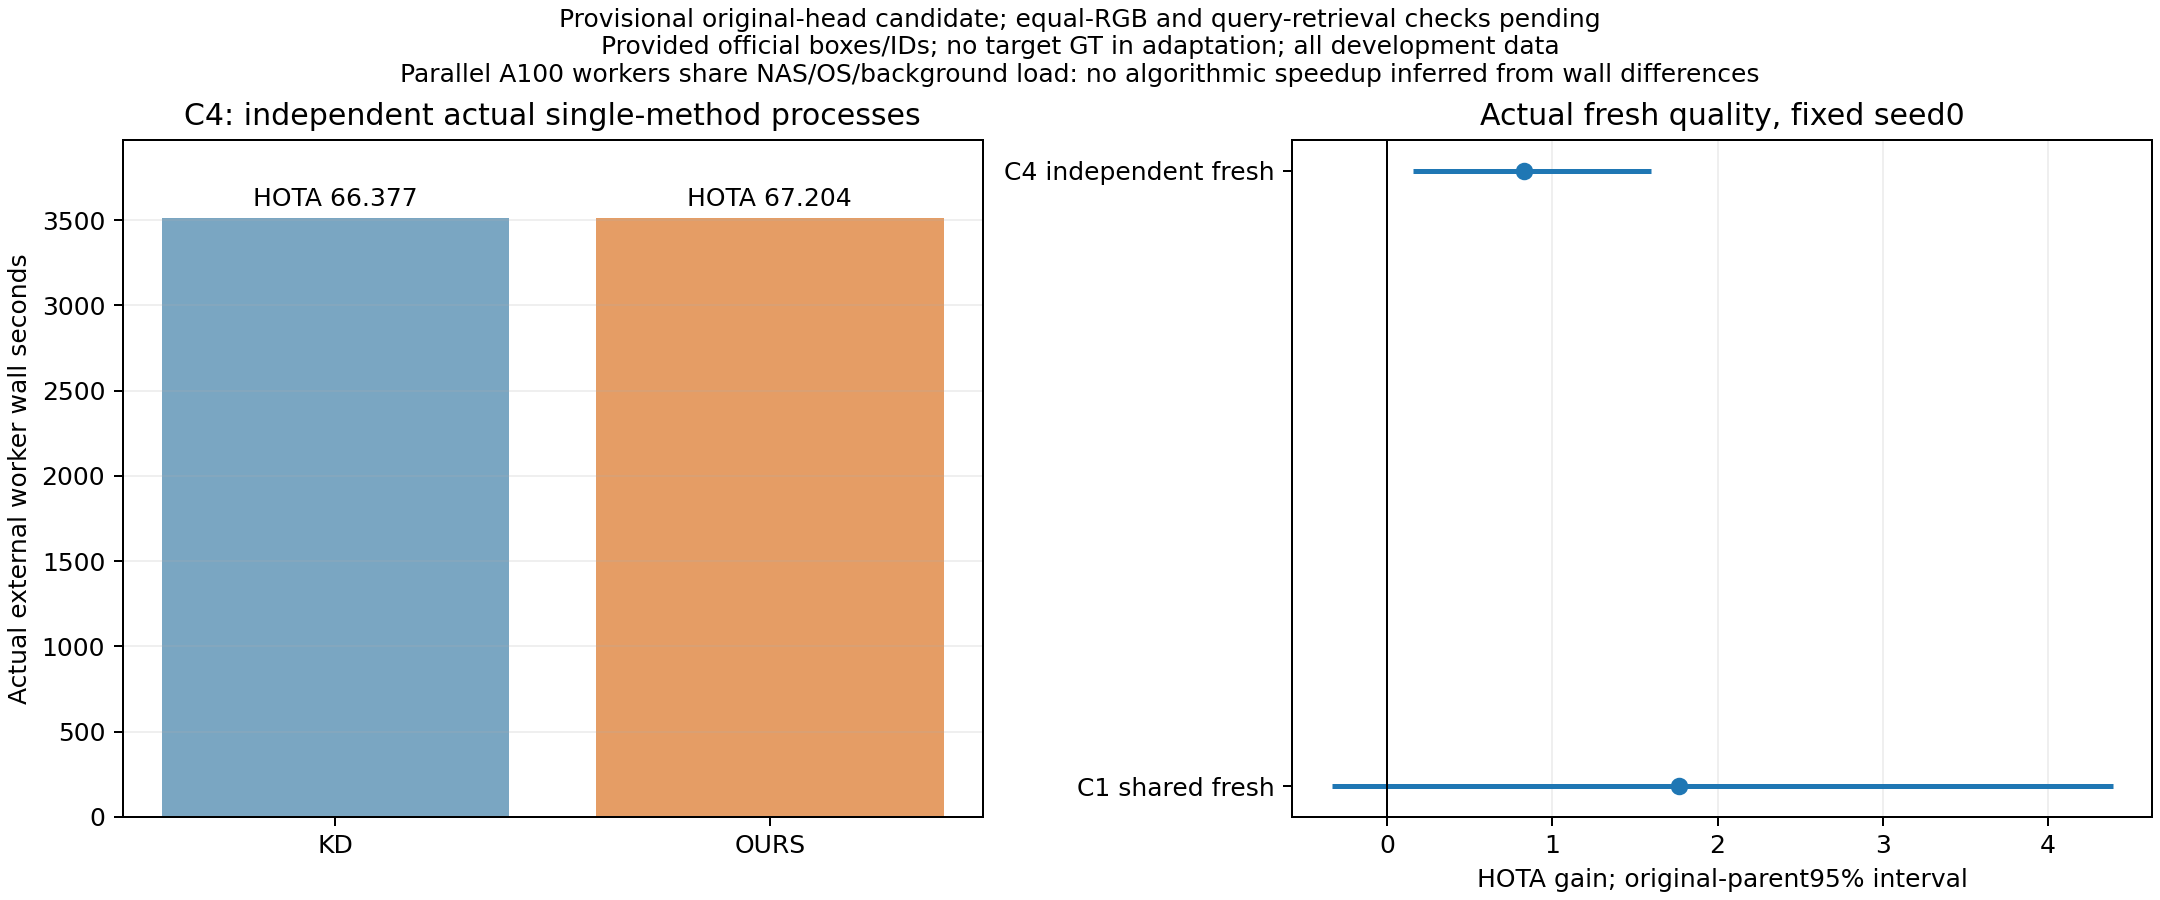 Provisional original-head candidate; equal-RGB and query-retrieval checks pending
Provided official boxes/IDs; no target GT in adaptation; all development data
Parallel A100 workers share NAS/OS/background load: no algorithmic speedup inferred from wall differences
C4: independent actual single-method processes
Actual external worker wall seconds
3500
3000
2500
2000
1500
1000
500
0
HOTA 66.377
HOTA 67.204
KD
OURS
Actual fresh quality, fixed seed0
C4 independent fresh
C1 shared fresh
0
1
2
3
4
HOTA gain; original-parent95% interval